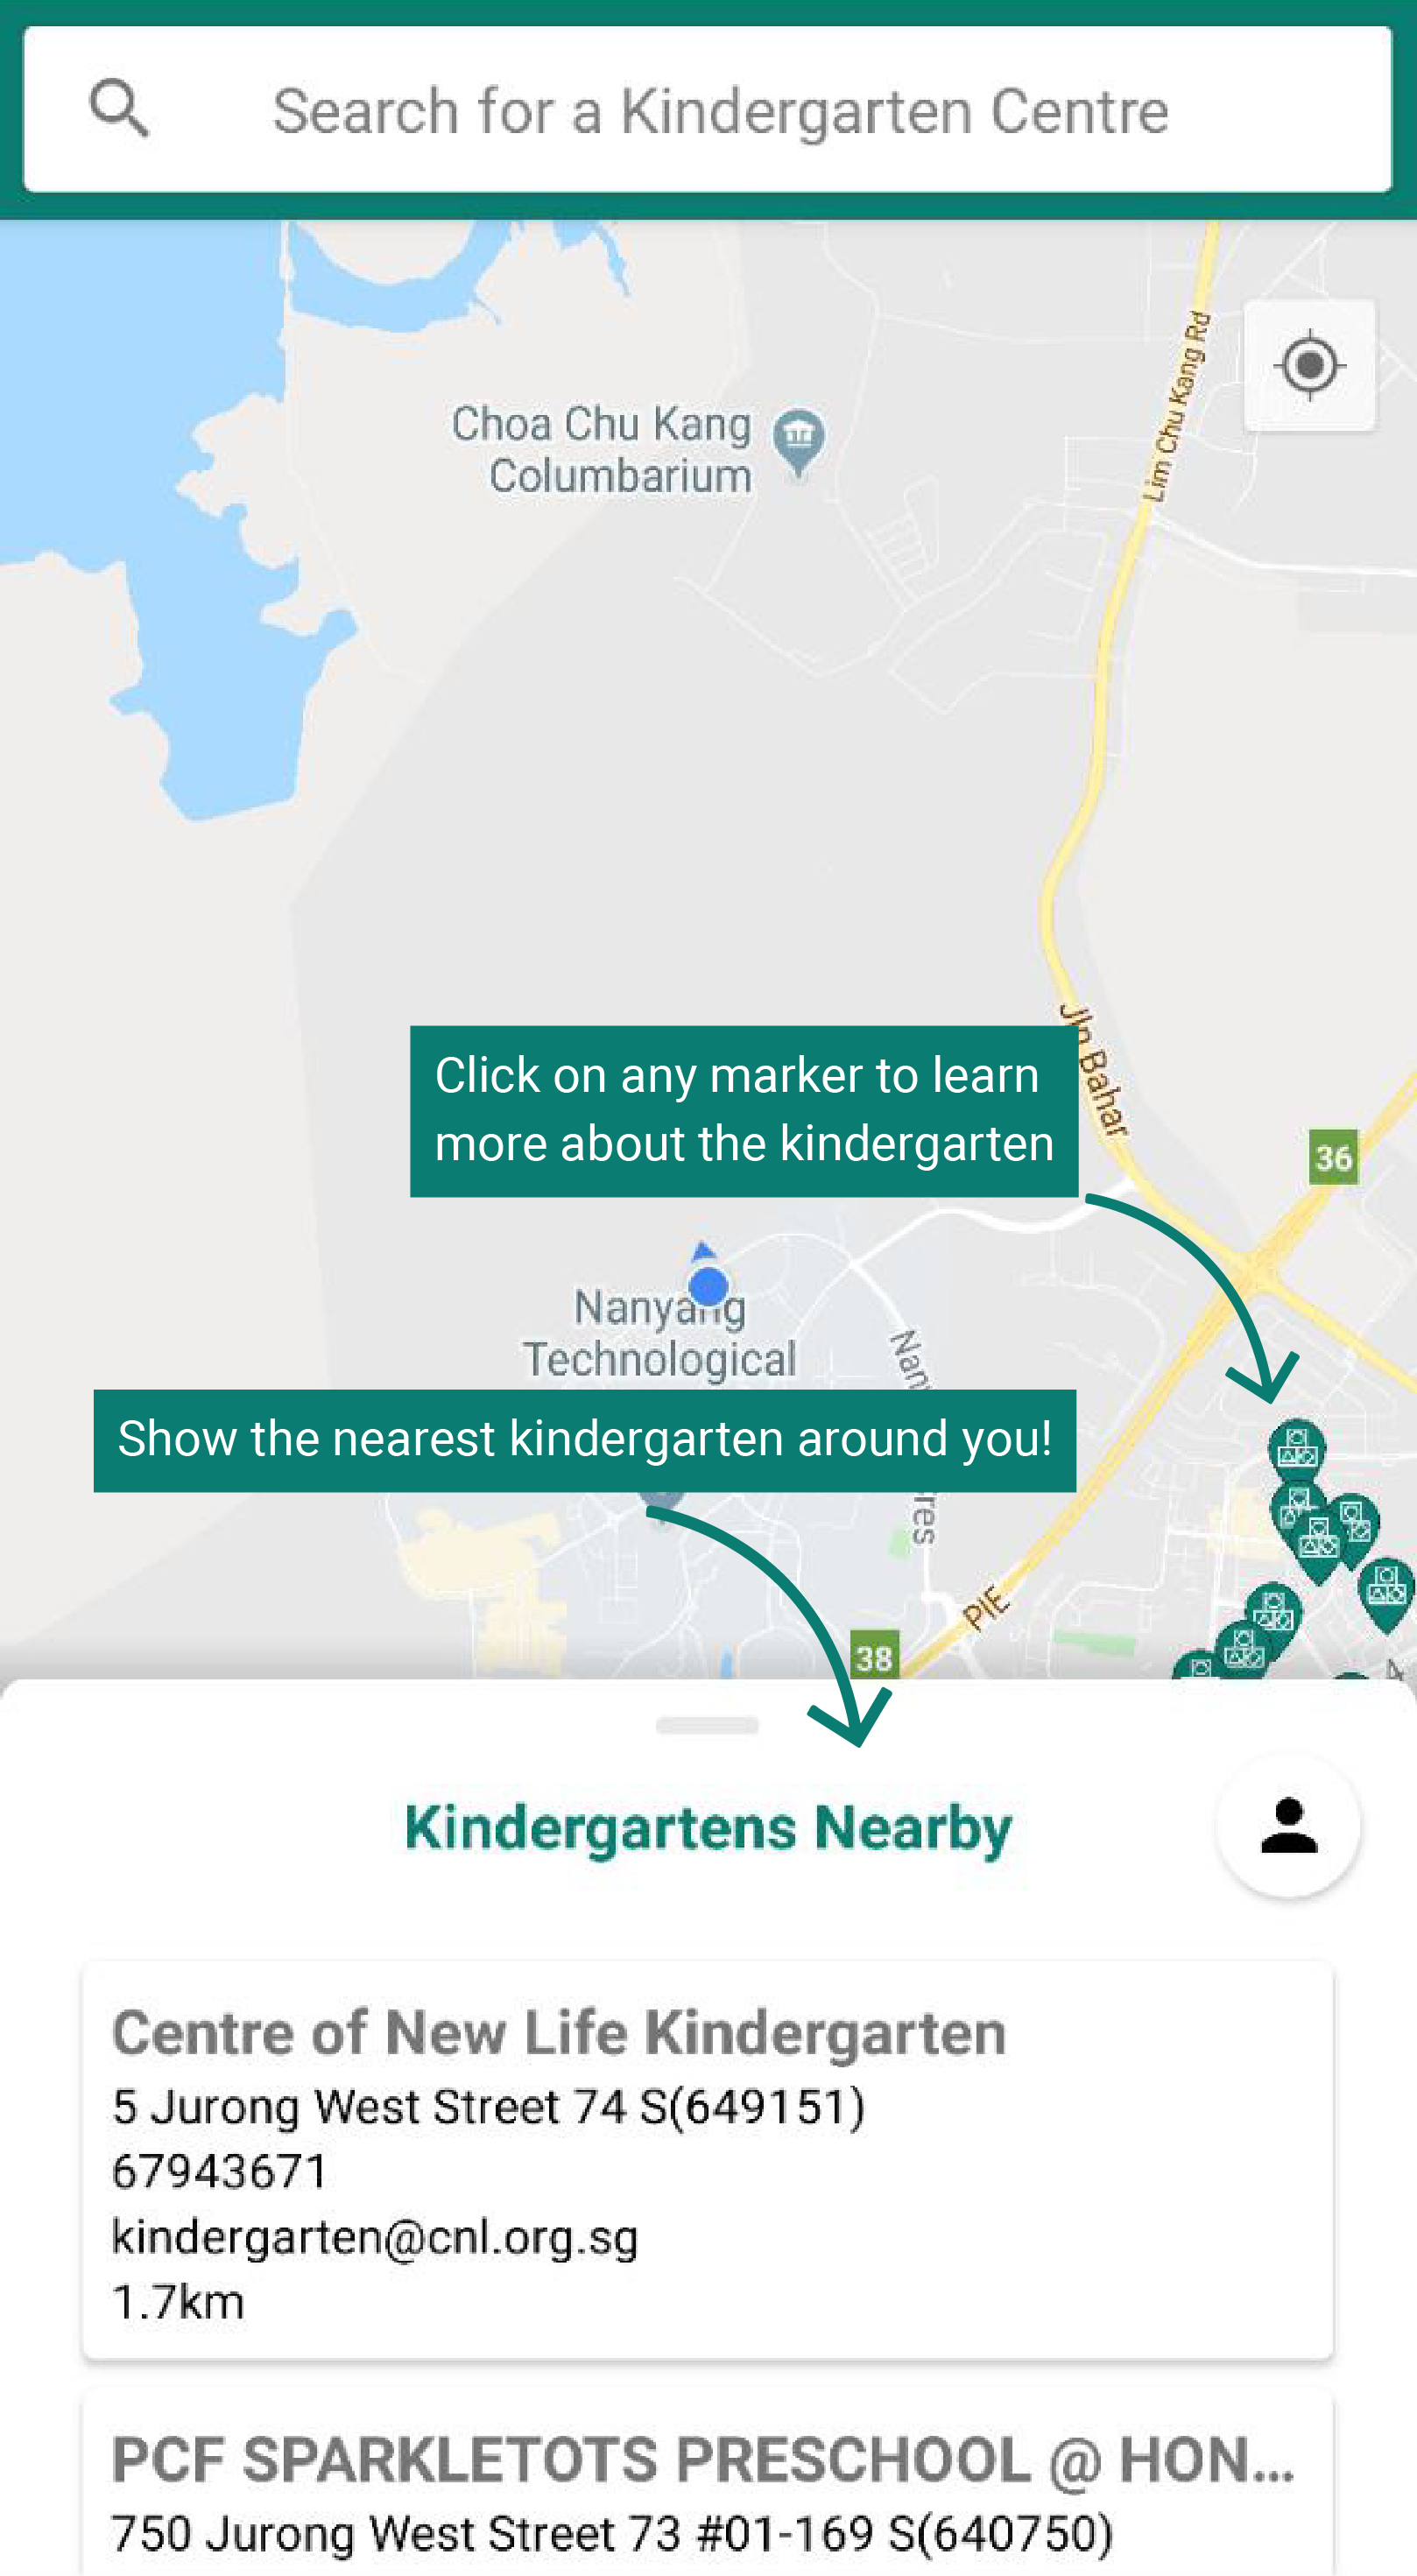 Search for a Kindergarten Centre
Lim Chu Kang Rd
Choa Chu Kang
Columbarium
Jln Bahar
Click on any marker to learn
more about the kindergarten
36
Nanyang
Technological
Show the nearest kindergarten around you!
PIE
38
Kindergartens Nearby
Centre of New Life Kindergarten
5 Jurong West Street 74 S(649151)
67943671
kindergarten@cnl.org.sg
1.7km
PCF SPARKLETOTS PRESCHOOL @ HON...
750 Jurong West Street 73 #01-169 S(640750)